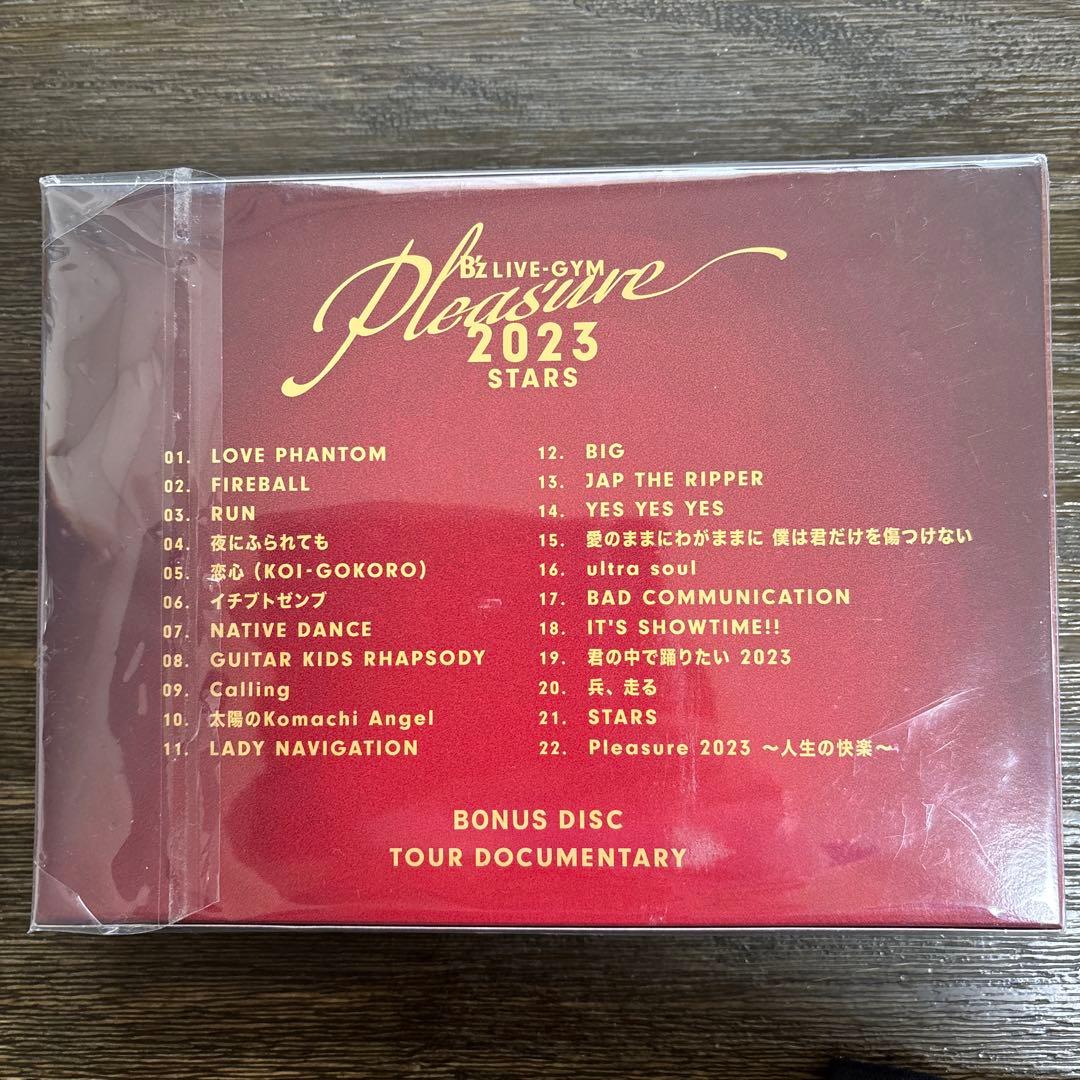 B'z LIVE-GYM
Pleasure
2023
STARS
01. LOVE PHANTOM
02. FIREBALL
03. RUN
04. 夜にふられても
05. 恋心 (KOI-GOKORO)
06. イチブトゼンブ
07. NATIVE DANCE
08. GUITAR KIDS RHAPSODY
09. Calling
10. 太陽のKomachi Angel
11. LADY NAVIGATION
12. BIG
13. JAP THE RIPPER
14. YES YES YES
15. 愛のままにわがままに 僕は君だけを傷つけない
16. ultra soul
17. BAD COMMUNICATION
18. IT'S SHOWTIME!!
19. 君の中で踊りたい 2023
20. 兵、走る
21. STARS
22. Pleasure 2023 〜人生の快楽〜
BONUS DISC
TOUR DOCUMENTARY